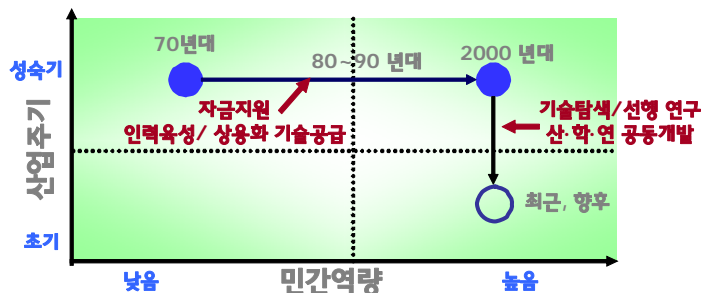 70년대
80~90 년대
2000 년대
성숙기
자금지원
인력육성/ 상용화 기술공급
기술탐색/선행 연구
산·학·연 공동개발
산업주기
최근, 향후
초기
낮음
민간역량
높음